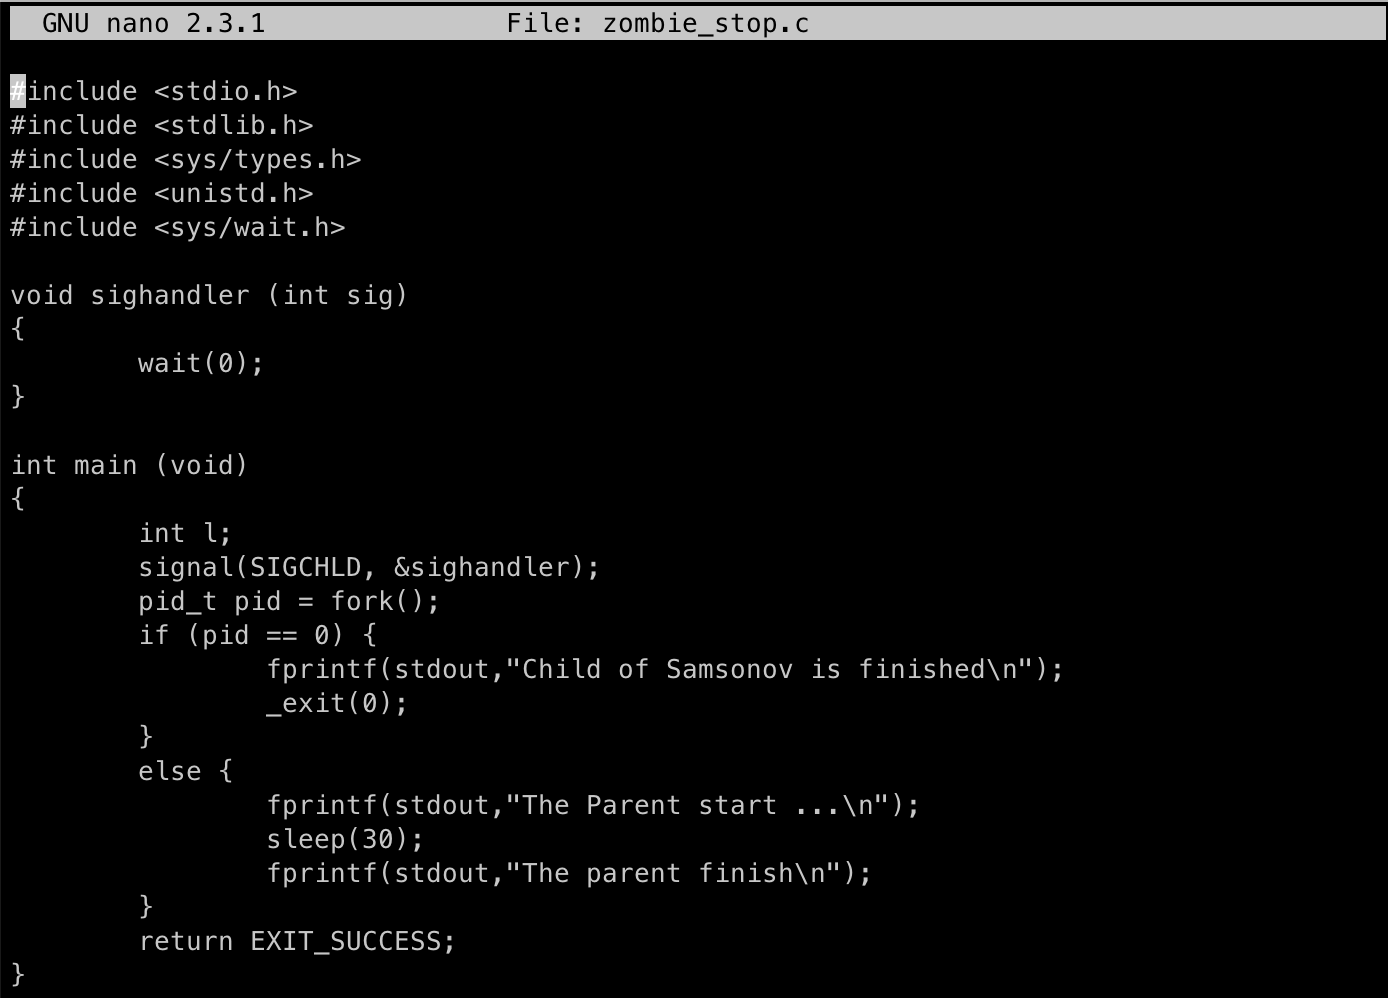 GNU nano 2.3.1 File: zombie_stop.c
#include <stdio.h>
#include <stdlib.h>
#include <sys/types.h>
#include <unistd.h>
#include <sys/wait.h>
void sighandler (int sig)
{
        wait(0);
}
int main (void)
{
        int l;
        signal(SIGCHLD, &sighandler);
        pid_t pid = fork();
        if (pid == 0) {
                fprintf(stdout,"Child of Samsonov is finished\n");
                _exit(0);
        }
        else {
                fprintf(stdout,"The Parent start ...\n");
                sleep(30);
                fprintf(stdout,"The parent finish\n");
        }
        return EXIT_SUCCESS;
}